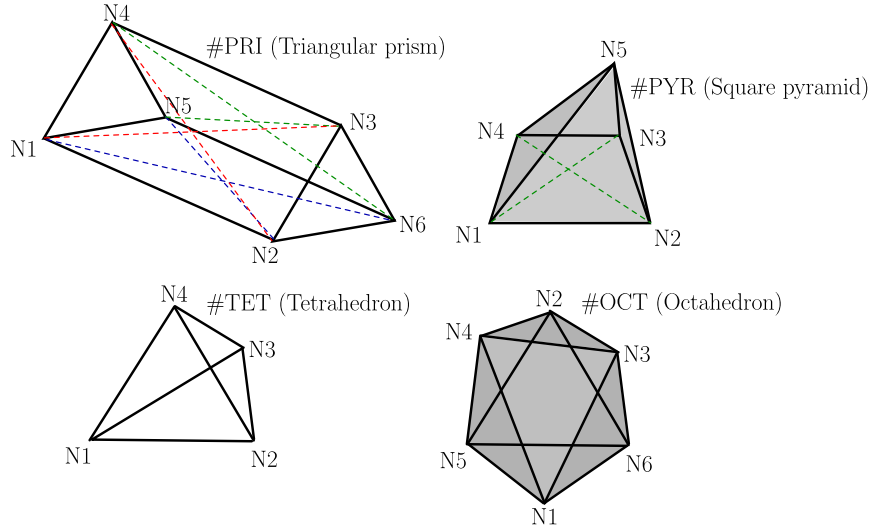 N4
#PRI (Triangular prism)
N5
N3
N1
N6
N2
N5
#PYR (Square pyramid)
N4
N3
N1
N2
N4
#TET (Tetrahedron)
N3
N1
N2
N2
#OCT (Octahedron)
N4
N3
N5
N6
N1